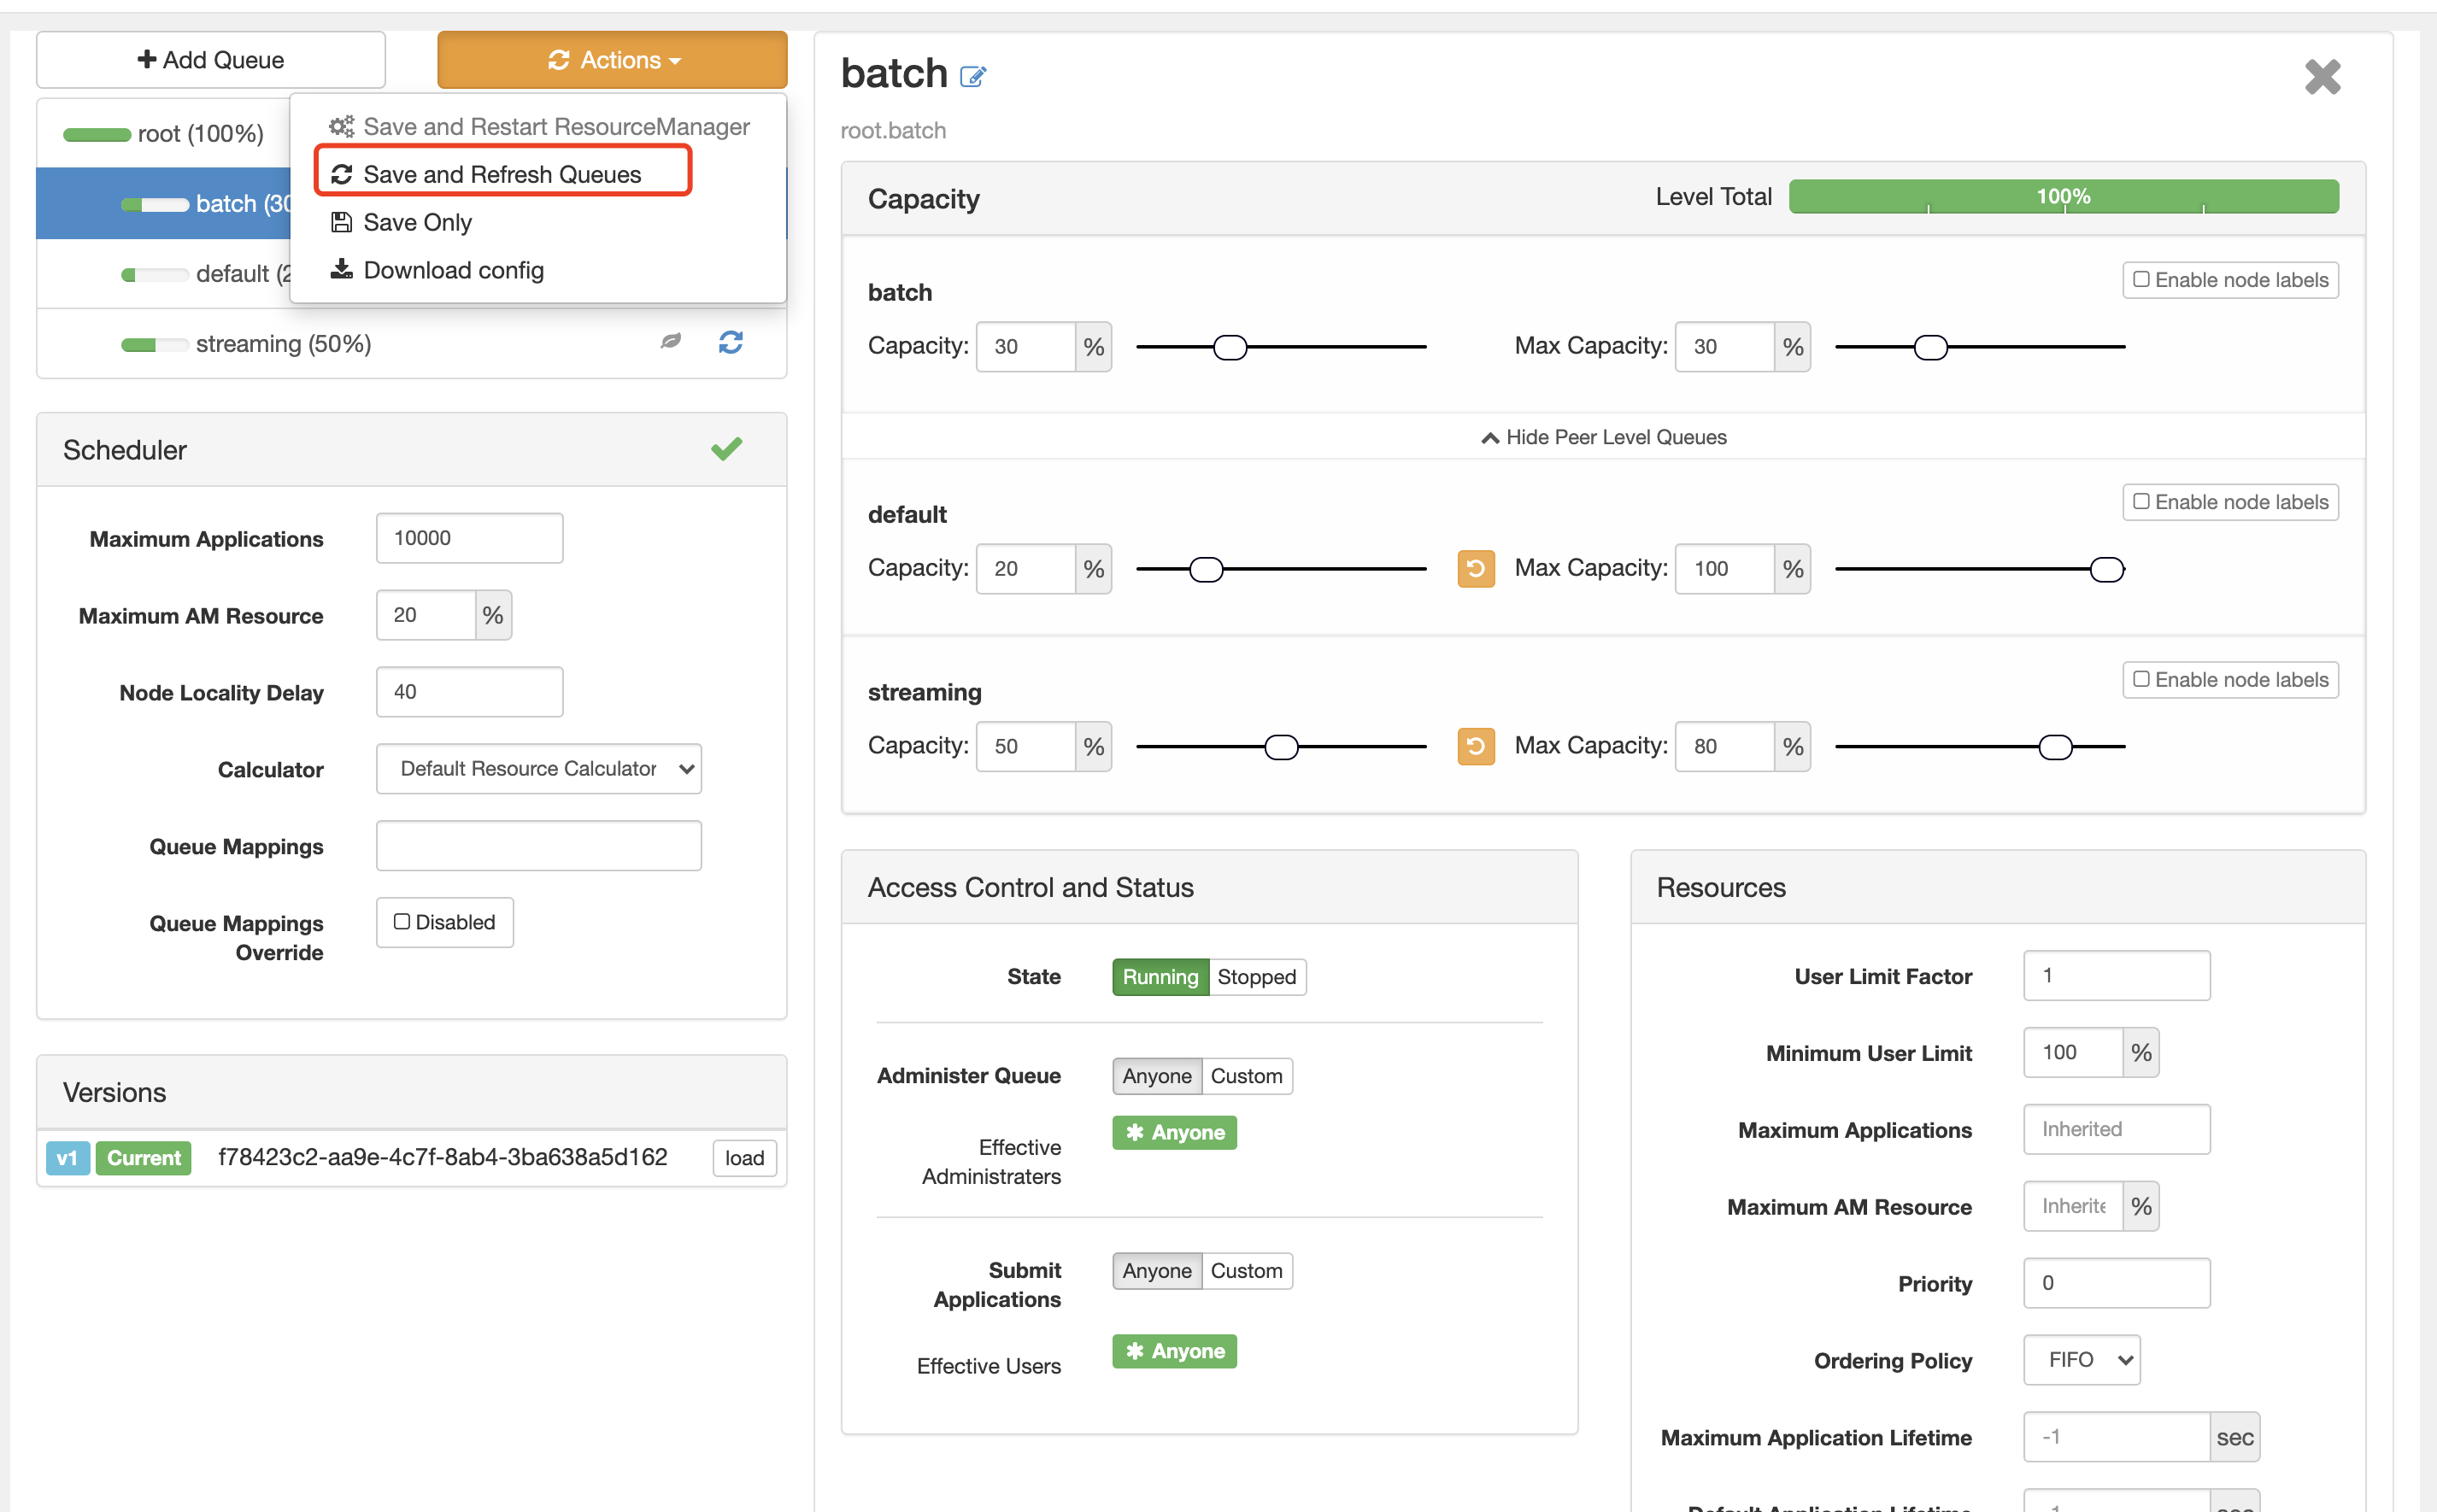 Add Queue
Actions
root (100%)
Save and Restart ResourceManager
Save and Refresh Queues
Save Only
Download config
batch (30
default (2
streaming (50%)
Scheduler
Maximum Applications 10000
Maximum AM Resource 20 %
Node Locality Delay 40
Calculator Default Resource Calculator
Queue Mappings
Queue Mappings
Override
Disabled
Versions
v1 Current f78423c2-aa9e-4c7f-8ab4-3ba638a5d162 load
batch
root.batch
Capacity Level Total 100%
batch Enable node labels
Capacity: 30 % Max Capacity: 30 %
Hide Peer Level Queues
default Enable node labels
Capacity: 20 % Max Capacity: 100 %
streaming Enable node labels
Capacity: 50 % Max Capacity: 80 %
Access Control and Status
State Running Stopped
Administer Queue Anyone Custom
Effective
Administraters
Anyone
Submit
Applications
Anyone Custom
Effective Users Anyone
Resources
User Limit Factor 1
Minimum User Limit 100 %
Maximum Applications Inherited
Maximum AM Resource Inherite %
Priority 0
Ordering Policy FIFO
Maximum Application Lifetime -1 sec